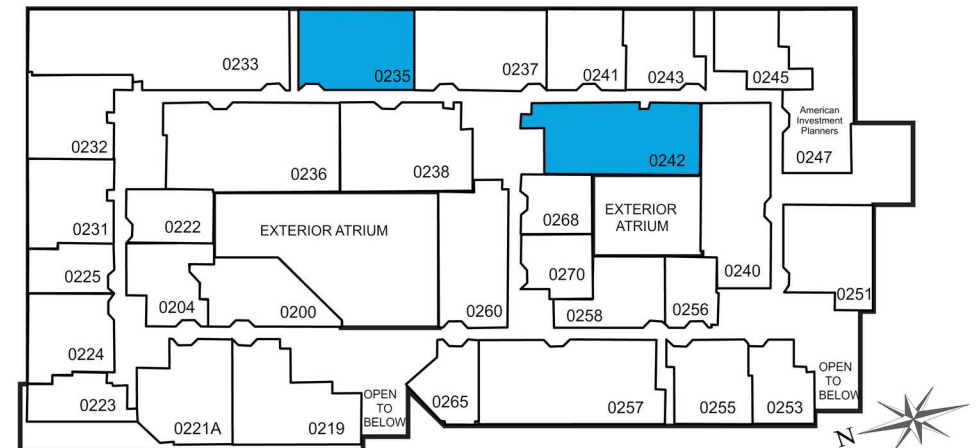 0233
0235
0237
0241
0243
0245
American
Investment
Planners
0247
0232
0236
0238
0242
0231
0222
EXTERIOR ATRIUM
0268
EXTERIOR
ATRIUM
0225
0204
0200
0260
0270
0258
0256
0240
0251
0224
0223
0221A
0219
OPEN
TO
BELOW
0265
0257
0255
0253
OPEN
TO
BELOW
N